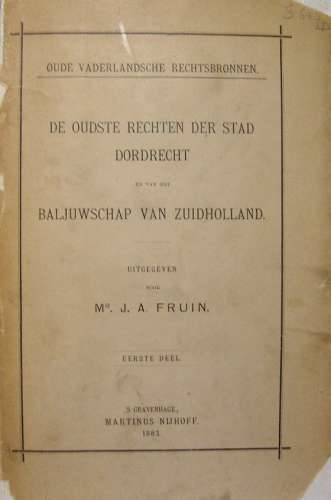 OUDE VADERLANDSCHE RECHTSBRONNEN.
DE OUDSTE RECHTEN DER STAD
DORDRECHT
EN VAN HET
BALJUWSCHAP VAN ZUIDHOLLAND.
UITGEGEVEN
DOOR
Mr. J. A. FRUIN.
EERSTE DEEL.
'S GRAVENHAGE,
MARTINUS NIJHOFF.
1882.